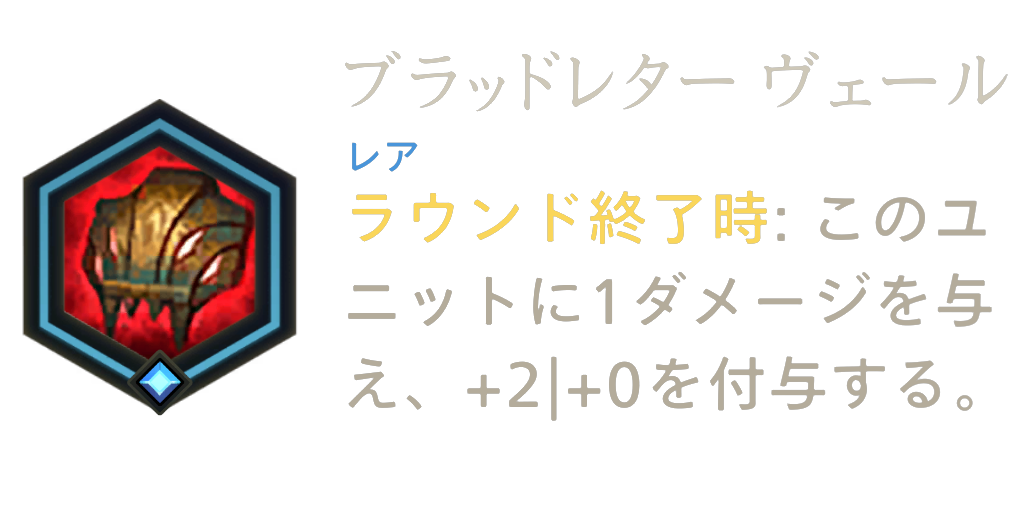 ブラッドレター ヴェール
レア
ラウンド終了時: このユ
ニットに1ダメージを与
え、+2|+0を付与する。